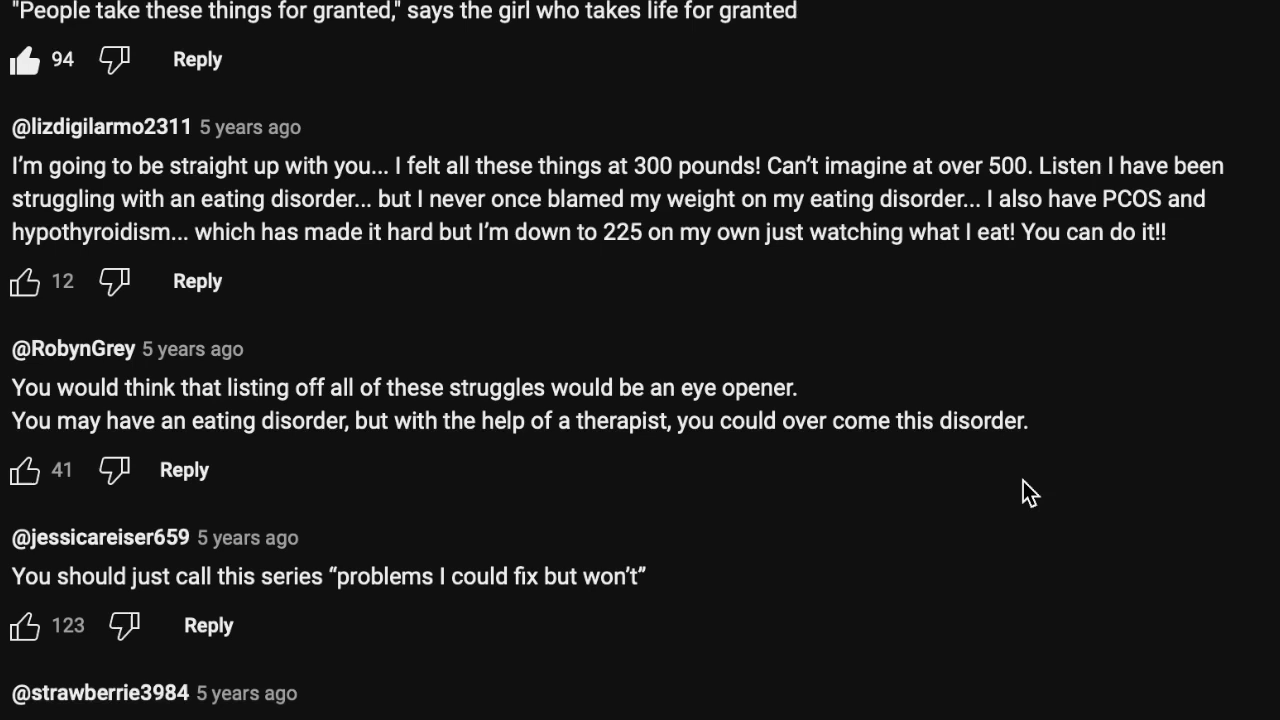 "People take these things for granted," says the girl who takes life for granted
94 Reply
@lizdigilarmo2311 5 years ago
I’m going to be straight up with you... I felt all these things at 300 pounds! Can’t imagine at over 500. Listen I have been
struggling with an eating disorder... but I never once blamed my weight on my eating disorder... I also have PCOS and
hypothyroidism... which has made it hard but I’m down to 225 on my own just watching what I eat! You can do it!!
12 Reply
@RobynGrey 5 years ago
You would think that listing off all of these struggles would be an eye opener.
You may have an eating disorder, but with the help of a therapist, you could over come this disorder.
41 Reply
@jessicareiser659 5 years ago
You should just call this series “problems I could fix but won’t”
123 Reply
@strawberrie3984 5 years ago